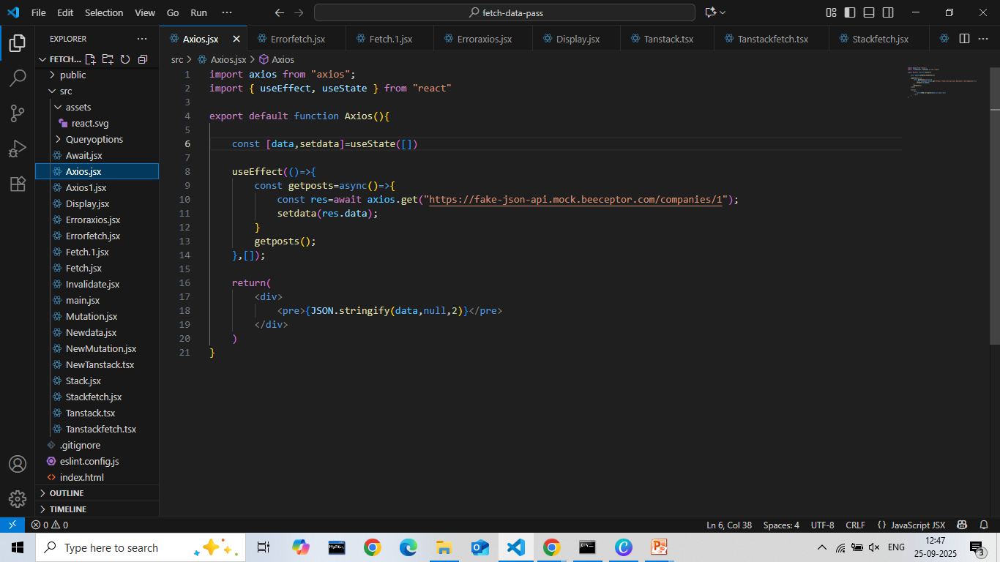 File Edit Selection View Go Run ··· fetch-data-pass
EXPLORER ···
FETCH...
public
src
assets
react.svg
Queryoptions
Await.jsx
Axios.jsx
Axios1.jsx
Display.jsx
Erroraxios.jsx
Errorfetch.jsx
Fetch.1.jsx
Fetch.jsx
Invalidate.jsx
main.jsx
Mutation.jsx
Newdata.jsx
NewMutation.jsx
NewTanstack.tsx
Stack.jsx
Stackfetch.jsx
Tanstack.tsx
Tanstackfetch.tsx
.gitignore
eslint.config.js
index.html
OUTLINE
TIMELINE
Axios.jsx Errorfetch.jsx Fetch.1.jsx Erroraxios.jsx Display.jsx Tanstack.tsx Tanstackfetch.tsx Stackfetch.jsx ···
src > Axios.jsx > Axios
1 import axios from "axios";
2 import { useEffect, useState } from "react"
3
4 export default function Axios(){
5
6 const [data,setdata]=useState([])
7
8 useEffect(()=>{
9 const getposts=async()=>{
10 const res=await axios.get("https://fake-json-api.mock.beeceptor.com/companies/1");
11 setdata(res.data);
12 }
13 getposts();
14 },[]);
15
16 return(
17 <div>
18 <pre>{JSON.stringify(data,null,2)}</pre>
19 </div>
20 )
21 }
0 0 Ln 6, Col 38 Spaces: 4 UTF-8 CRLF {} JavaScript JSX
Type here to search ENG 12:47
25-09-2025 3